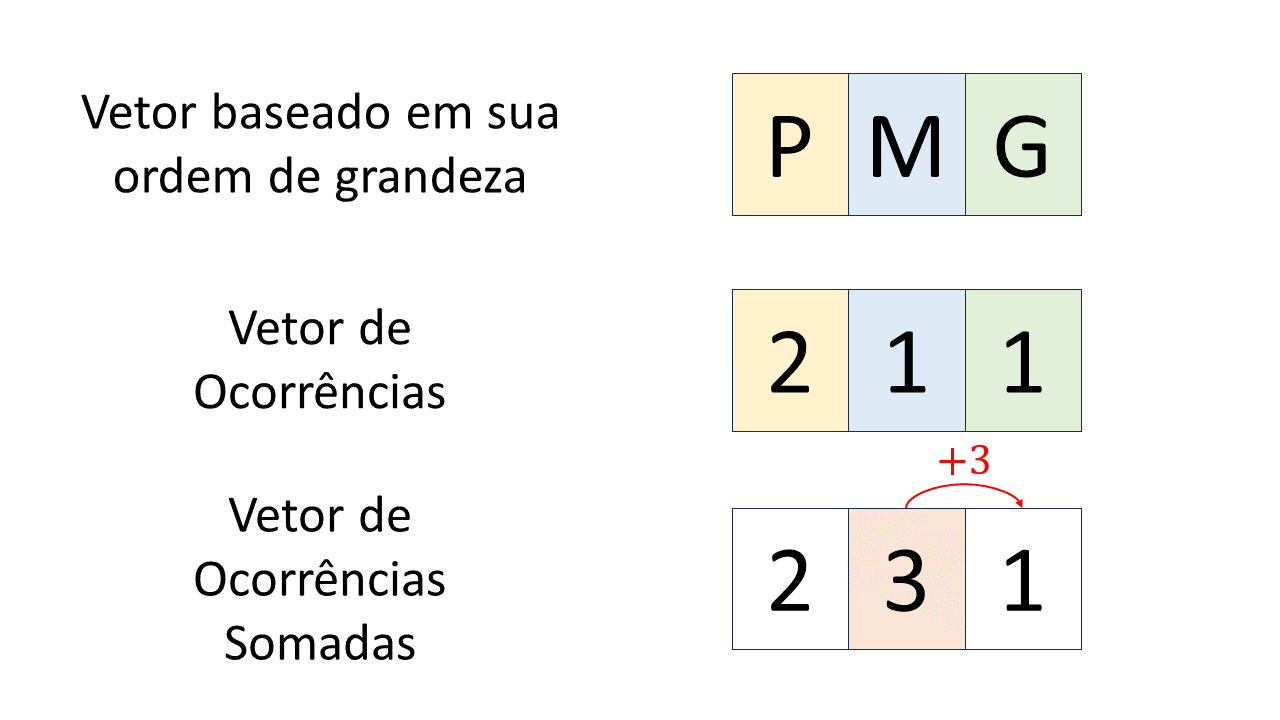 Vetor baseado em sua
ordem de grandeza
P M G
Vetor de
Ocorrências
2 1 1
+3
Vetor de
Ocorrências
Somadas
2 3 1